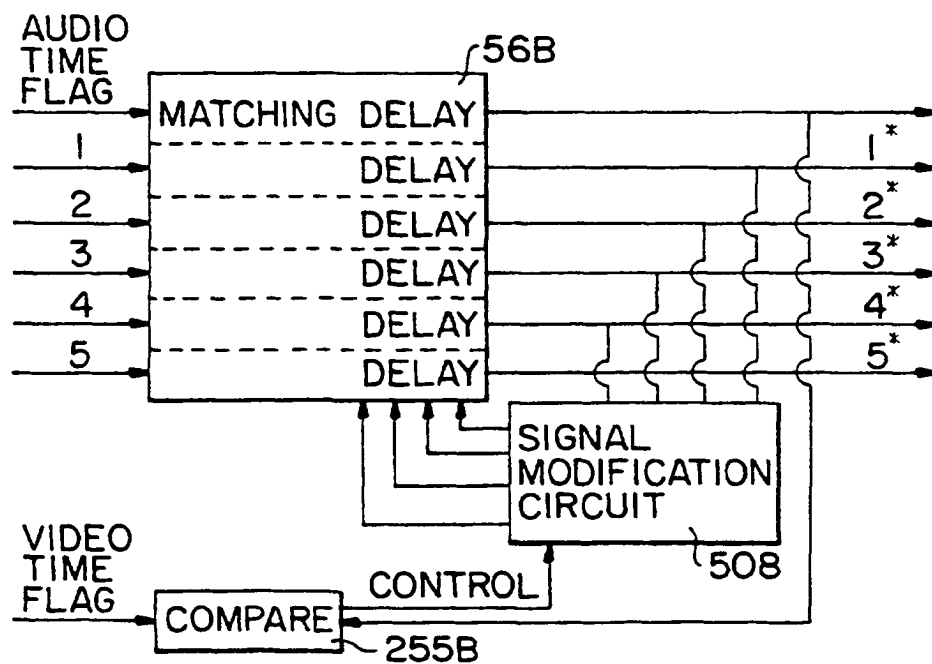 AUDIO
TIME
FLAG
56B
MATCHING DELAY
1
DELAY
1*
2
DELAY
2*
3
DELAY
3*
4
DELAY
4*
5
DELAY
5*
SIGNAL
MODIFICATION
CIRCUIT
508
VIDEO
TIME
FLAG
CONTROL
COMPARE
255B